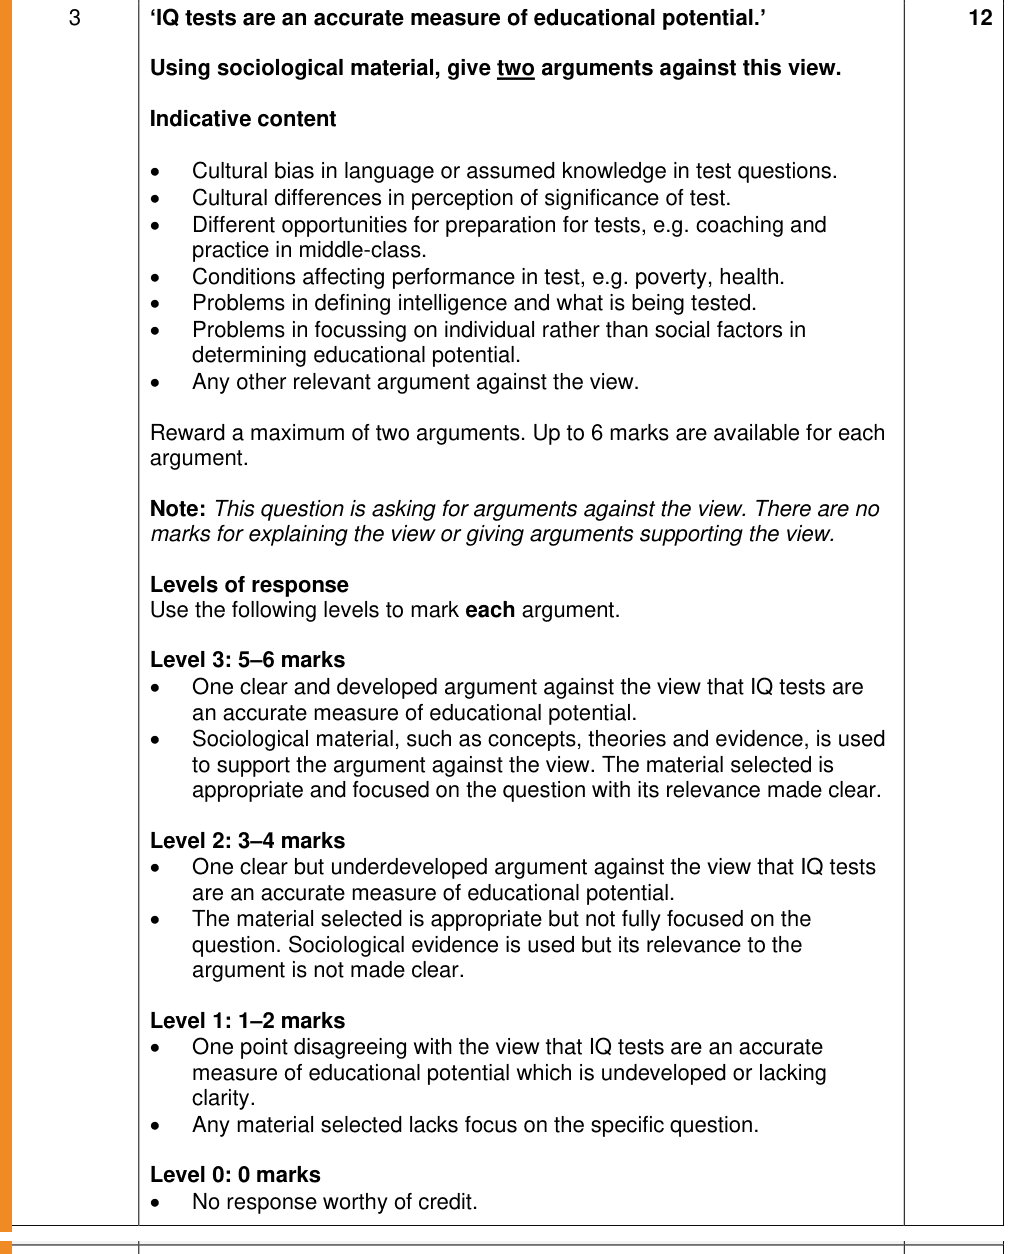 3 ‘IQ tests are an accurate measure of educational potential.’ 12
Using sociological material, give two arguments against this view.
Indicative content
• Cultural bias in language or assumed knowledge in test questions.
• Cultural differences in perception of significance of test.
• Different opportunities for preparation for tests, e.g. coaching and
practice in middle-class.
• Conditions affecting performance in test, e.g. poverty, health.
• Problems in defining intelligence and what is being tested.
• Problems in focussing on individual rather than social factors in
determining educational potential.
• Any other relevant argument against the view.
Reward a maximum of two arguments. Up to 6 marks are available for each
argument.
Note: This question is asking for arguments against the view. There are no
marks for explaining the view or giving arguments supporting the view.
Levels of response
Use the following levels to mark each argument.
Level 3: 5–6 marks
• One clear and developed argument against the view that IQ tests are
an accurate measure of educational potential.
• Sociological material, such as concepts, theories and evidence, is used
to support the argument against the view. The material selected is
appropriate and focused on the question with its relevance made clear.
Level 2: 3–4 marks
• One clear but underdeveloped argument against the view that IQ tests
are an accurate measure of educational potential.
• The material selected is appropriate but not fully focused on the
question. Sociological evidence is used but its relevance to the
argument is not made clear.
Level 1: 1–2 marks
• One point disagreeing with the view that IQ tests are an accurate
measure of educational potential which is undeveloped or lacking
clarity.
• Any material selected lacks focus on the specific question.
Level 0: 0 marks
• No response worthy of credit.